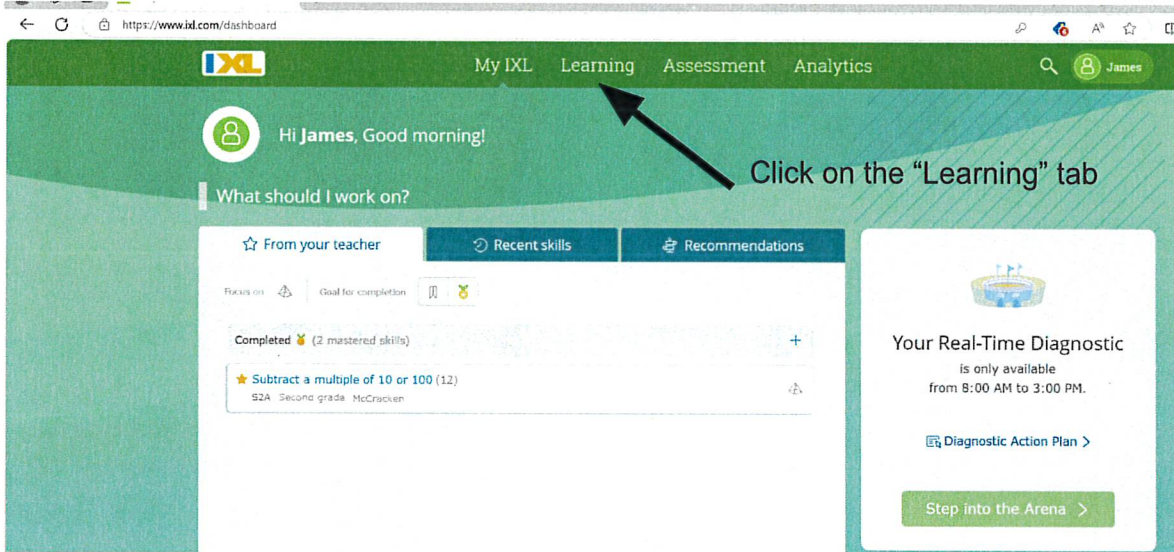 https://www.ixl.com/dashboard
IXL
My IXL Learning Assessment Analytics
James
Hi James, Good morning!
Click on the “Learning” tab
What should I work on?
From your teacher
Recent skills
Recommendations
Focus on
Goal for completion
Completed (2 mastered skills)
+
Subtract a multiple of 10 or 100 (12)
S2A Second grade McCracken
Your Real-Time Diagnostic
is only available
from 8:00 AM to 3:00 PM.
Diagnostic Action Plan >
Step into the Arena >